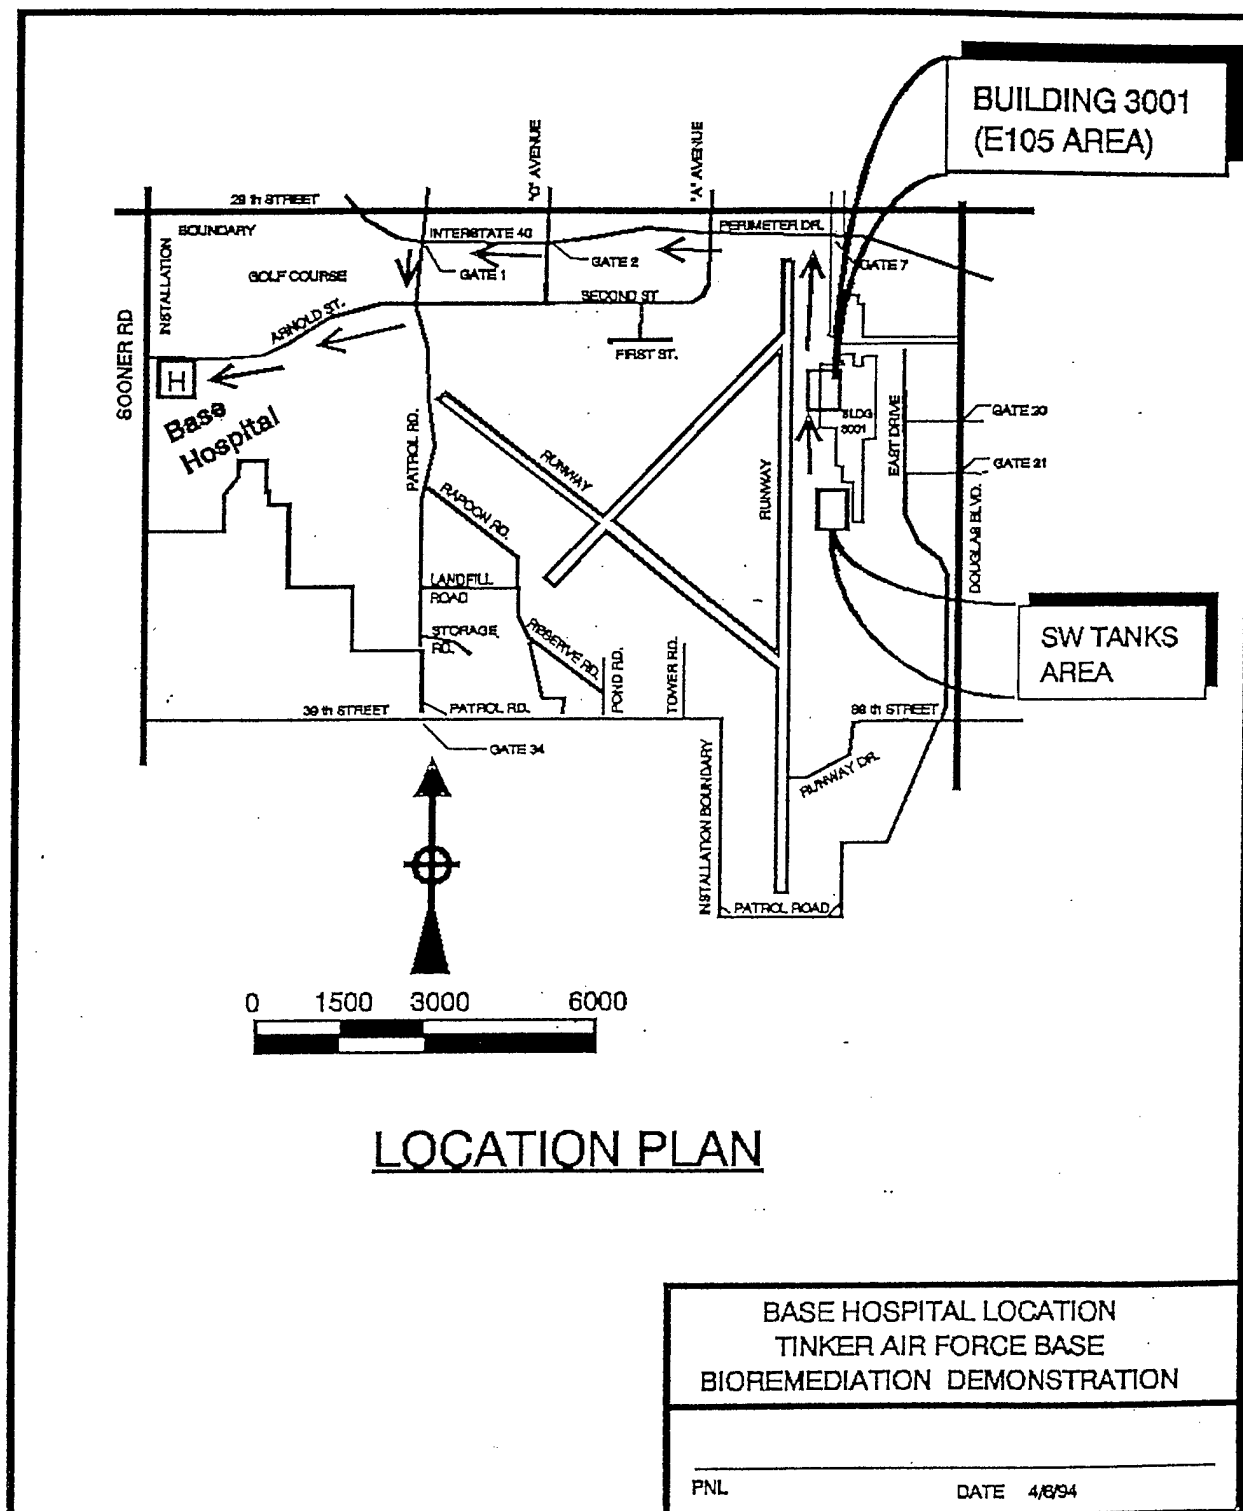 BUILDING 3001
(E105 AREA)
"C" AVENUE
"A" AVENUE
29 th STREET
BOUNDARY
INTERSTATE 40
PERIMETER DR.
GATE 1
GATE 2
GATE 7
INSTALLATION
GOLF COURSE
SECOND ST
ARNOLD ST.
FIRST ST.
SOONER RD
H
Base
Hospital
PATROL RD.
RUNWAY
RUNWAY
BLDG
3001
EAST DRIVE
GATE 20
GATE 21
DOUGLAS BLVD.
RAPCON RD.
LANDFILL
ROAD
STORAGE
RD.
RESERVE RD.
POND RD.
TOWER RD.
SW TANKS
AREA
39 th STREET
PATROL RD.
GATE 34
RUNWAY DR.
INSTALLATION BOUNDARY
PATROL ROAD
0 1500 3000 6000
LOCATION PLAN
BASE HOSPITAL LOCATION
TINKER AIR FORCE BASE
BIOREMEDIATION DEMONSTRATION
PNL DATE 4/6/94